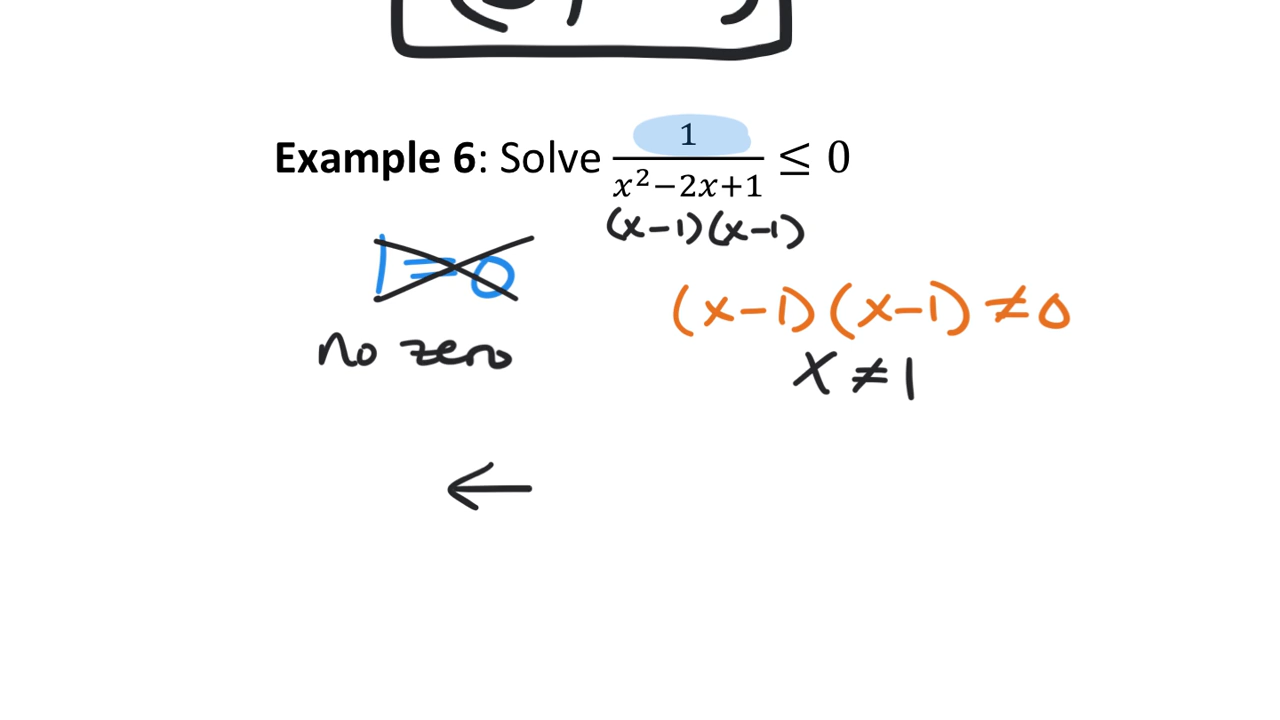 Example 6: Solve 1/(x²−2x+1) ≤ 0
(x-1)(x-1)
1=0
(x-1)(x-1) ≠ 0
no zero
x ≠ 1